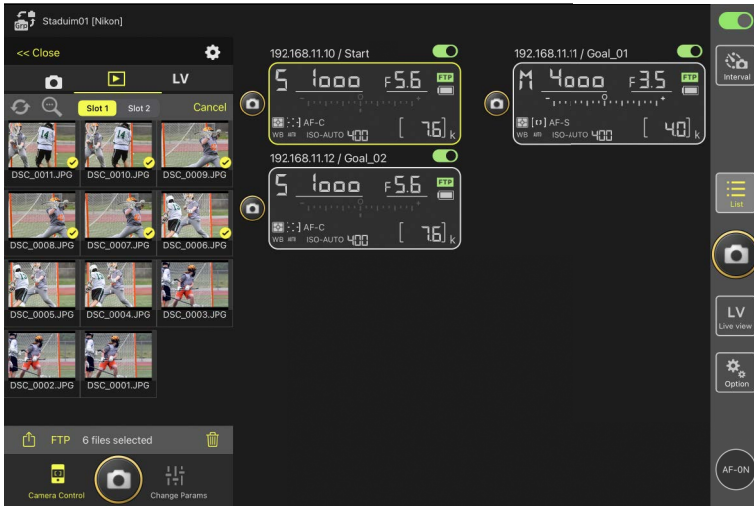 Grp
Staduim01 [Nikon]
<< Close
LV
Slot 1 Slot 2 Cancel
DSC_0011.JPG DSC_0010.JPG DSC_0009.JPG
DSC_0008.JPG DSC_0007.JPG DSC_0006.JPG
DSC_0005.JPG DSC_0004.JPG DSC_0003.JPG
DSC_0002.JPG DSC_0001.JPG
FTP 6 files selected
Camera Control Change Params
192.168.11.10 / Start
S 1000 F5.6 FTP
AF-C
WB AUTO ISO-AUTO 400 [ 7.6] k
192.168.11.11 / Goal_01
M 4000 F3.5 FTP
AF-S
WB AUTO ISO-AUTO 400 [ 4.0] k
192.168.11.12 / Goal_02
S 1000 F5.6 FTP
AF-C
WB AUTO ISO-AUTO 400 [ 7.6] k
Interval
List
LV
Live view
Option
AF-ON